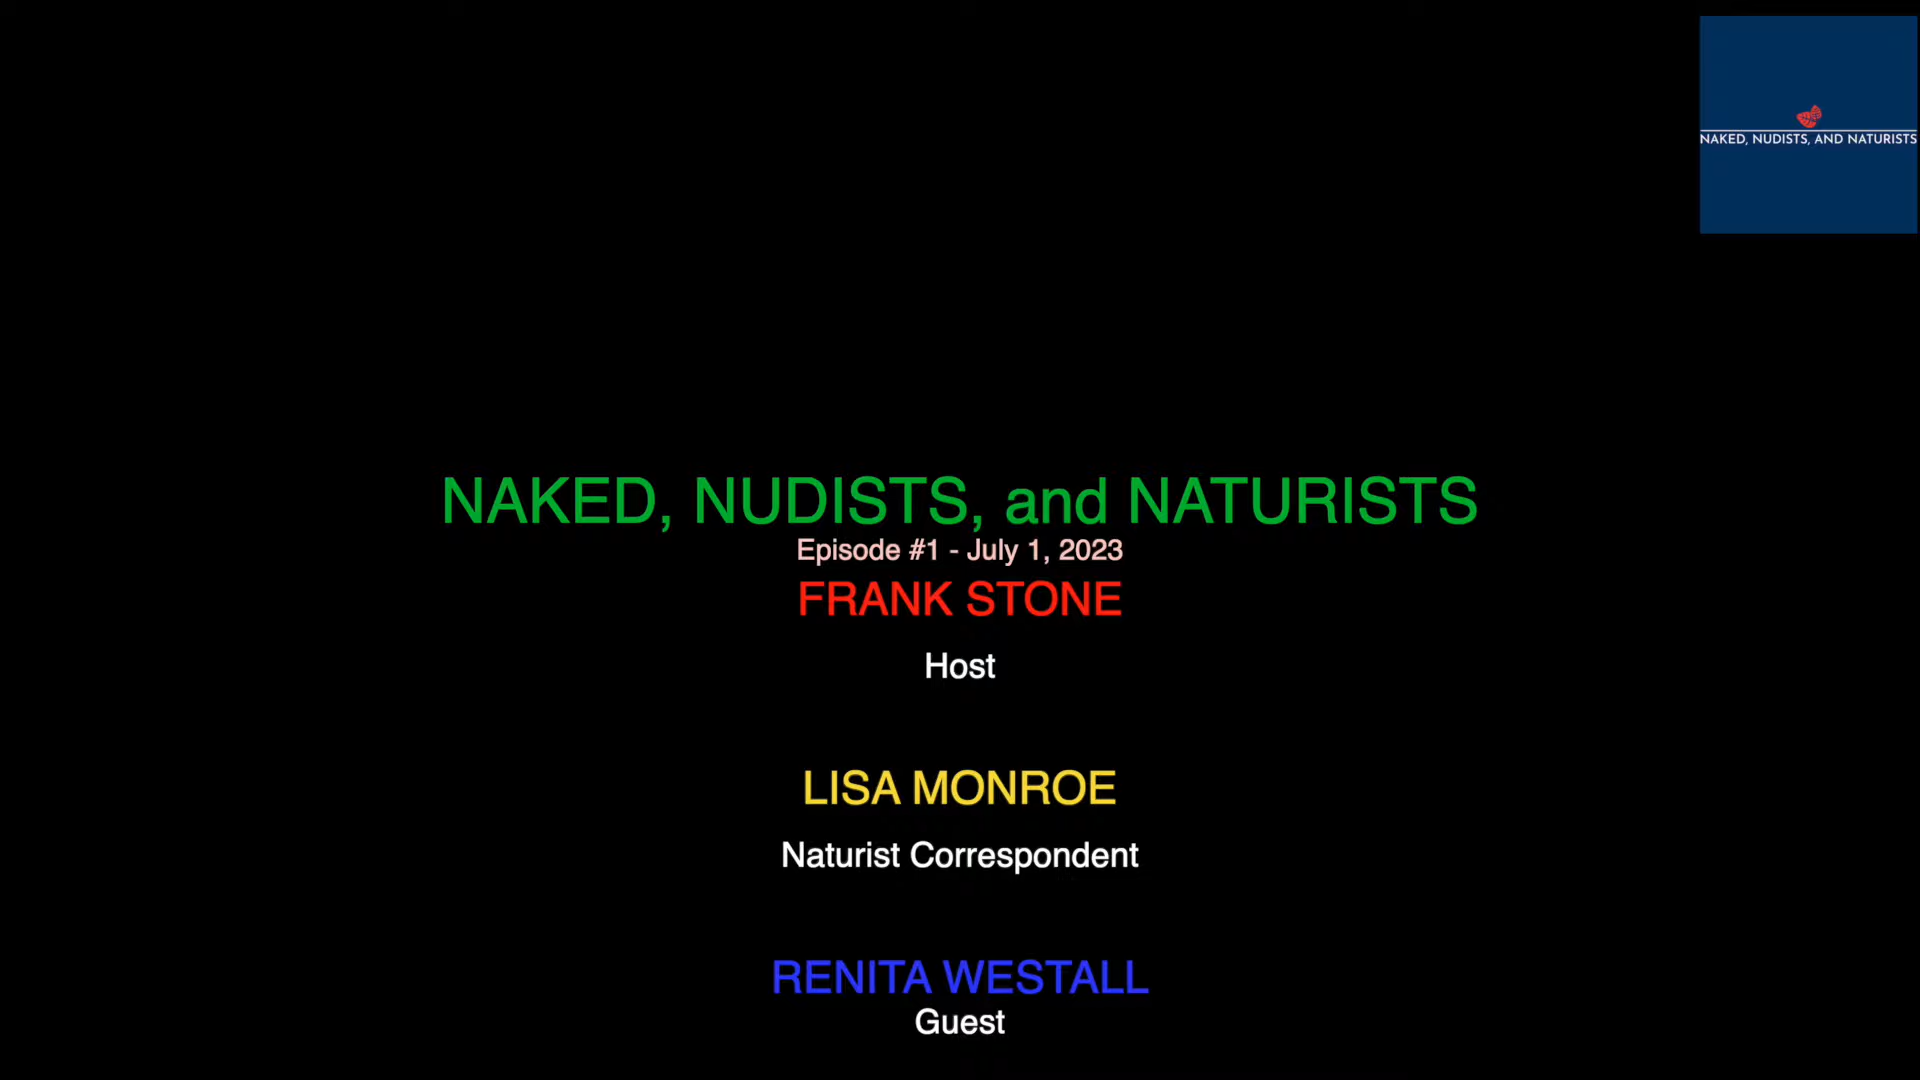 NAKED, NUDISTS, AND NATURISTS
NAKED, NUDISTS, and NATURISTS
Episode #1 - July 1, 2023
FRANK STONE
Host
LISA MONROE
Naturist Correspondent
RENITA WESTALL
Guest